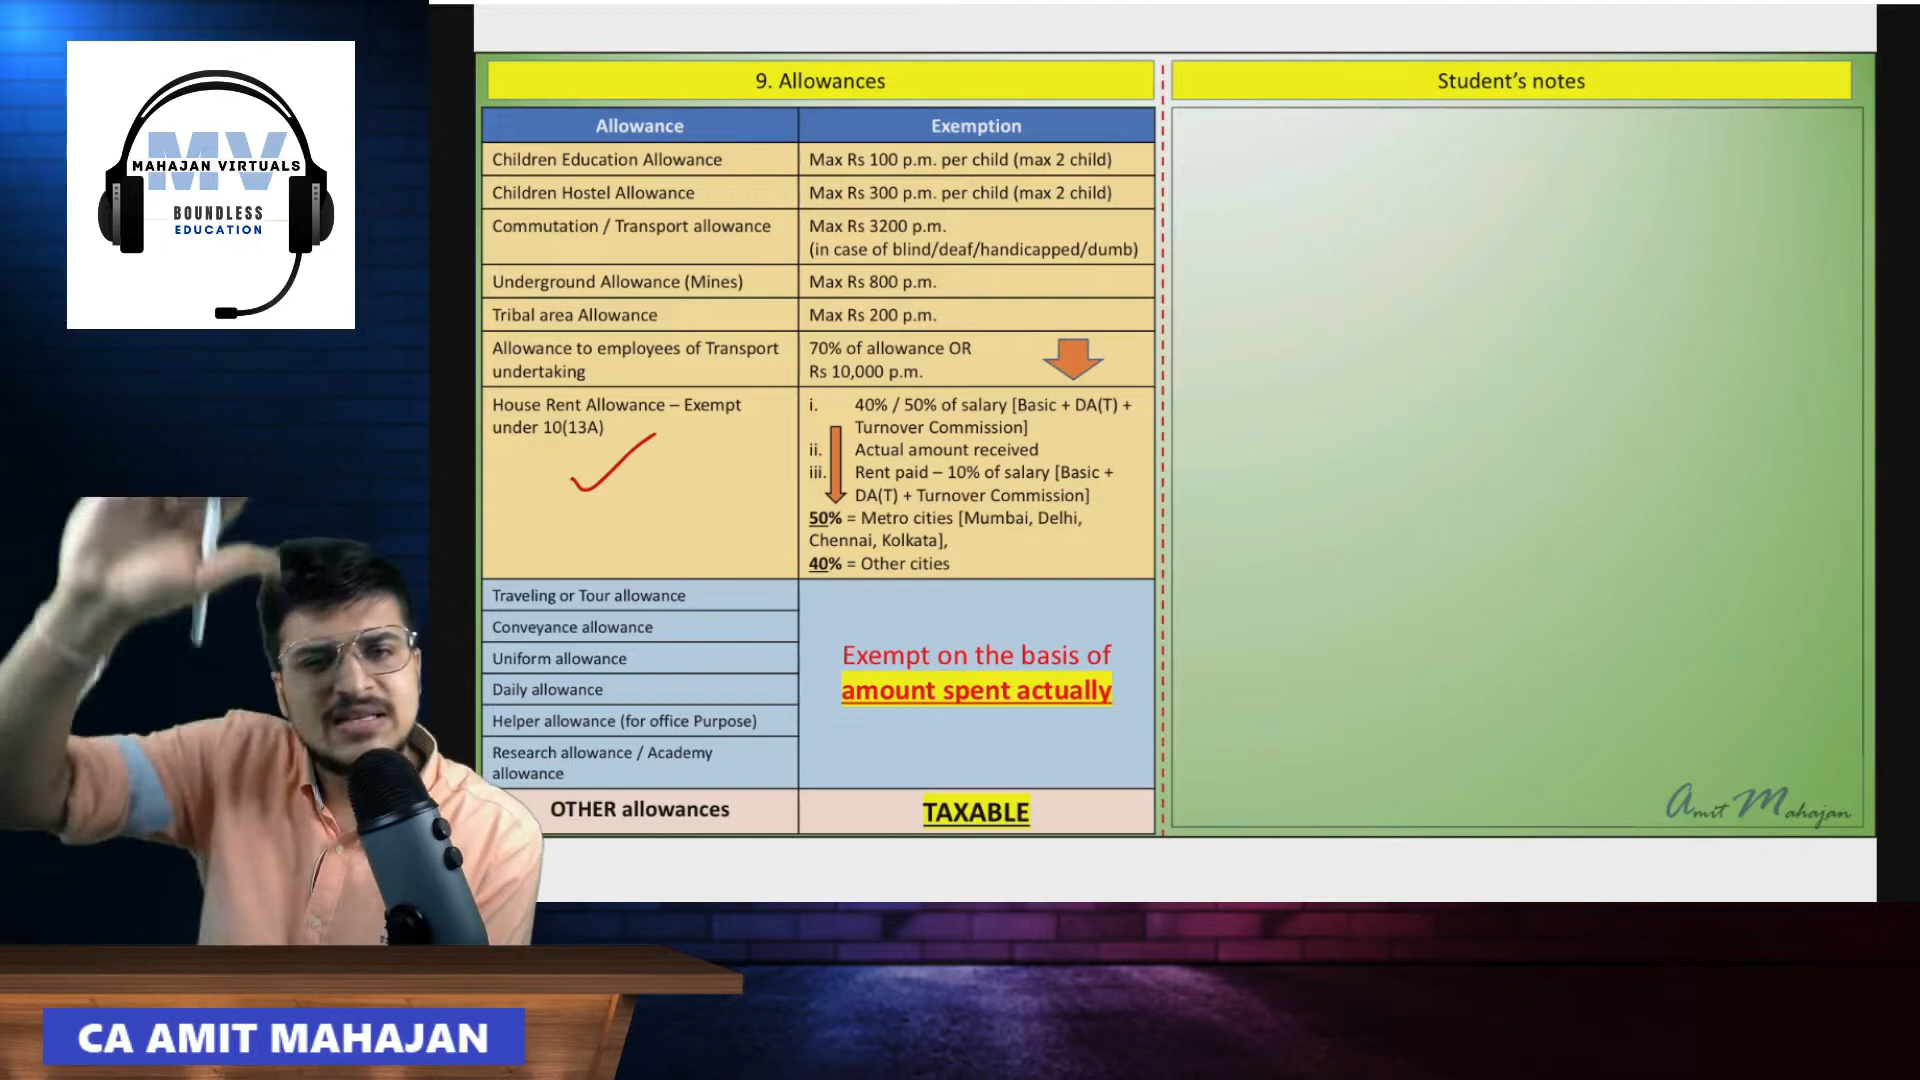 MV
MAHAJAN VIRTUALS
BOUNDLESS
EDUCATION
9. Allowances
Student's notes
Allowance
Exemption
Children Education Allowance
Max Rs 100 p.m. per child (max 2 child)
Children Hostel Allowance
Max Rs 300 p.m. per child (max 2 child)
Commutation / Transport allowance
Max Rs 3200 p.m.
(in case of blind/deaf/handicapped/dumb)
Underground Allowance (Mines)
Max Rs 800 p.m.
Tribal area Allowance
Max Rs 200 p.m.
Allowance to employees of Transport
undertaking
70% of allowance OR
Rs 10,000 p.m.
House Rent Allowance – Exempt
under 10(13A)
i. 40% / 50% of salary [Basic + DA(T) +
Turnover Commission]
ii. Actual amount received
iii. Rent paid – 10% of salary [Basic +
DA(T) + Turnover Commission]
50% = Metro cities [Mumbai, Delhi,
Chennai, Kolkata],
40% = Other cities
Traveling or Tour allowance
Conveyance allowance
Uniform allowance
Daily allowance
Helper allowance (for office Purpose)
Research allowance / Academy
allowance
Exempt on the basis of
amount spent actually
OTHER allowances
TAXABLE
Amit Mahajan
CA AMIT MAHAJAN